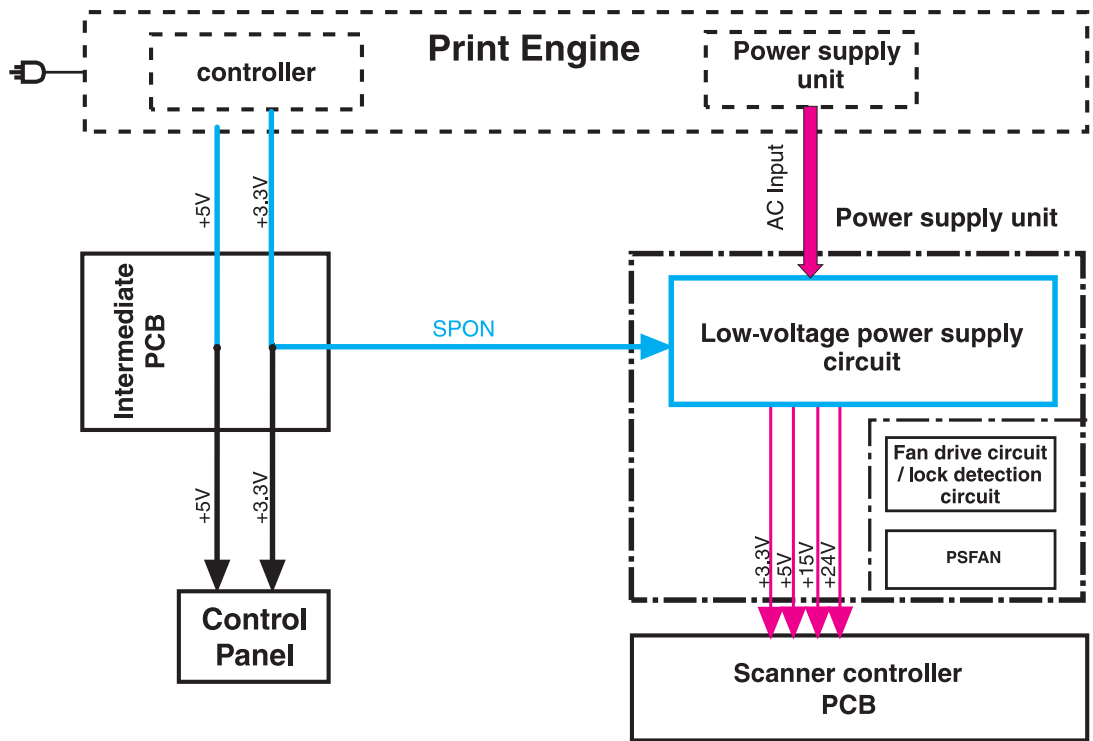 Print Engine
controller
Power supply
unit
+5V
+3.3V
AC Input
Power supply unit
Intermediate
PCB
SPON
Low-voltage power supply
circuit
Fan drive circuit
/ lock detection
circuit
PSFAN
+5V
+3.3V
+3.3V
+5V
+15V
+24V
Control
Panel
Scanner controller
PCB